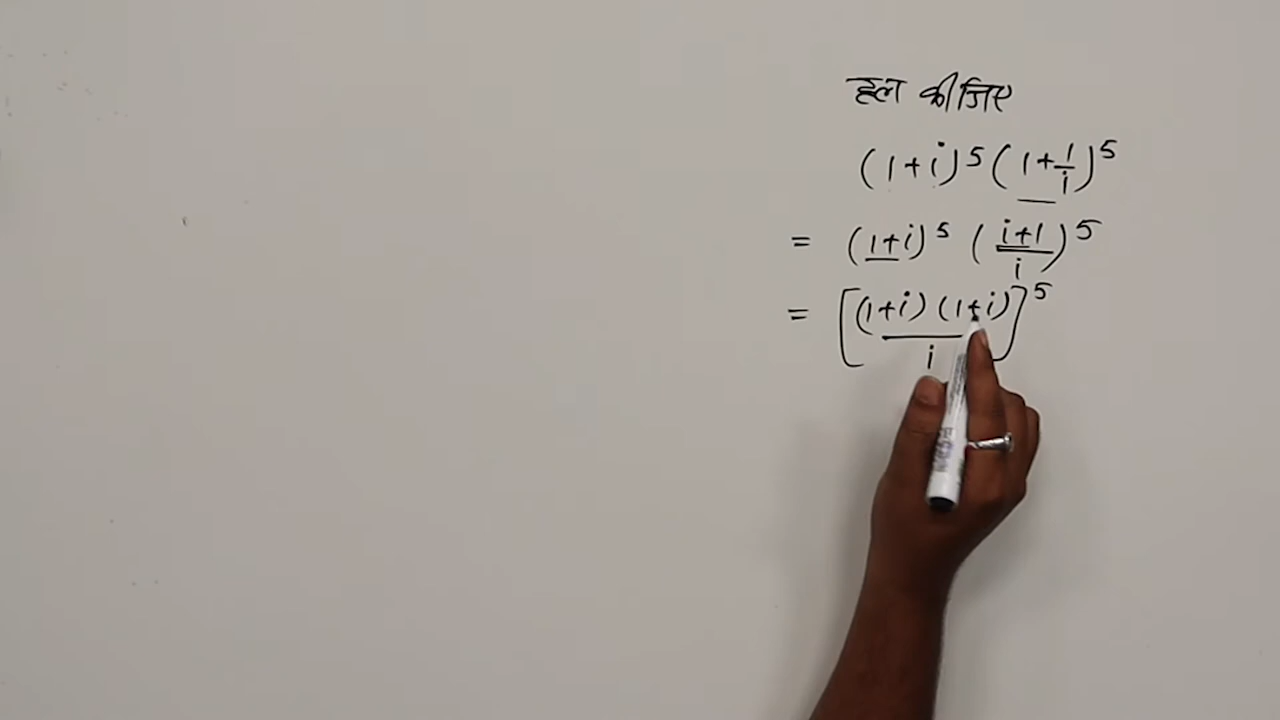 हल कीजिए
(1+i)^5 (1+1/i)^5
= (1+i)^5 ((i+1)/i)^5
= [((1+i)(1+i))/i]^5